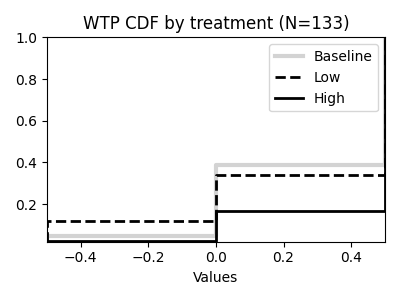 WTP CDF by treatment (N=133)
1.0
0.8
0.6
0.4
0.2
Baseline
Low
High
−0.4 −0.2 0.0 0.2 0.4
Values